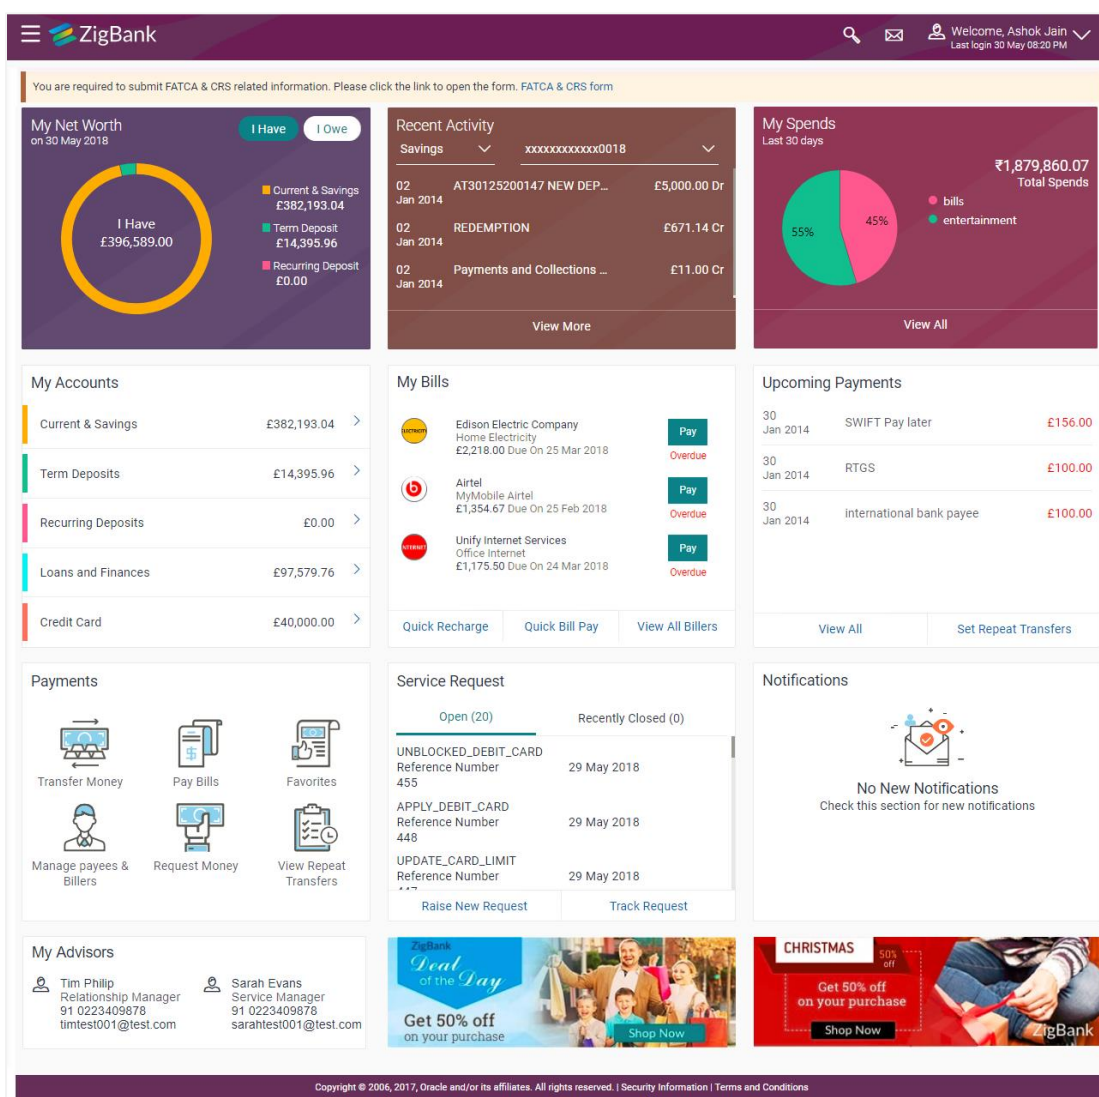 ZigBank
Welcome, Ashok Jain
Last login 30 May 08:20 PM
You are required to submit FATCA & CRS related information. Please click the link to open the form. FATCA & CRS form
My Net Worth
on 30 May 2018
I Have
I Owe
I Have
£396,589.00
Current & Savings
£382,193.04
Term Deposit
£14,395.96
Recurring Deposit
£0.00
Recent Activity
Savings
xxxxxxxxxxxx0018
02 AT30125200147 NEW DEP... £5,000.00 Dr
Jan 2014
02 REDEMPTION £671.14 Cr
Jan 2014
02 Payments and Collections ... £11.00 Cr
Jan 2014
View More
My Spends
Last 30 days
₹1,879,860.07
Total Spends
bills
entertainment
55%
45%
View All
My Accounts
Current & Savings £382,193.04
Term Deposits £14,395.96
Recurring Deposits £0.00
Loans and Finances £97,579.76
Credit Card £40,000.00
My Bills
ELECTRICITY
Edison Electric Company
Home Electricity
£2,218.00 Due On 25 Mar 2018
Pay
Overdue
Airtel
MyMobile Airtel
£1,354.67 Due On 25 Feb 2018
Pay
Overdue
Unify Internet Services
Office Internet
£1,175.50 Due On 24 Mar 2018
Pay
Overdue
Quick Recharge
Quick Bill Pay
View All Billers
Upcoming Payments
30 SWIFT Pay later £156.00
Jan 2014
30 RTGS £100.00
Jan 2014
30 international bank payee £100.00
Jan 2014
View All
Set Repeat Transfers
Payments
Transfer Money
Pay Bills
Favorites
Manage payees &
Billers
Request Money
View Repeat
Transfers
Service Request
Open (20)
Recently Closed (0)
UNBLOCKED_DEBIT_CARD
Reference Number 29 May 2018
455
APPLY_DEBIT_CARD
Reference Number 29 May 2018
448
UPDATE_CARD_LIMIT
Reference Number 29 May 2018
Raise New Request
Track Request
Notifications
No New Notifications
Check this section for new notifications
My Advisors
Tim Philip
Relationship Manager
91 0223409878
timtest001@test.com
Sarah Evans
Service Manager
91 0223409878
sarahtest001@test.com
ZigBank
Deal
of the Day
Get 50% off
on your purchase
Shop Now
CHRISTMAS
50%
off
Get 50% off
on your purchase
Shop Now
ZigBank
Copyright © 2006, 2017, Oracle and/or its affiliates. All rights reserved. | Security Information | Terms and Conditions